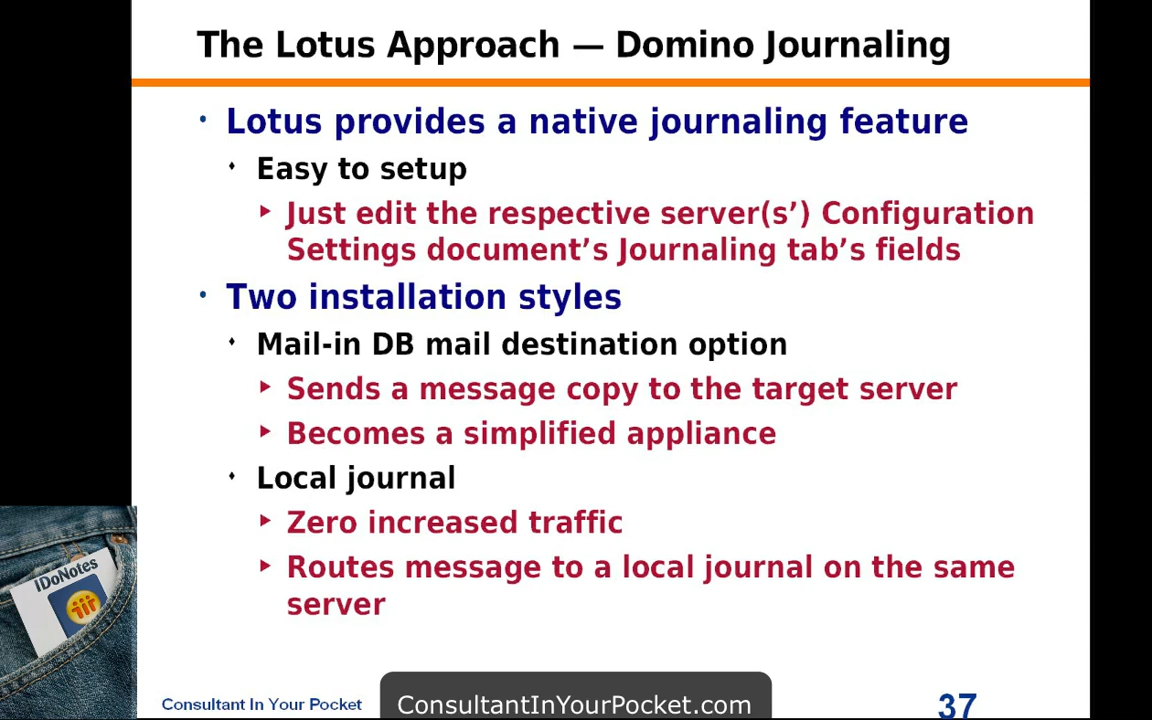 The Lotus Approach — Domino Journaling
• Lotus provides a native journaling feature
♦ Easy to setup
► Just edit the respective server(s’) Configuration
Settings document’s Journaling tab’s fields
• Two installation styles
♦ Mail-in DB mail destination option
► Sends a message copy to the target server
► Becomes a simplified appliance
♦ Local journal
► Zero increased traffic
► Routes message to a local journal on the same
server
IDoNotes
Consultant In Your Pocket
ConsultantInYourPocket.com
37